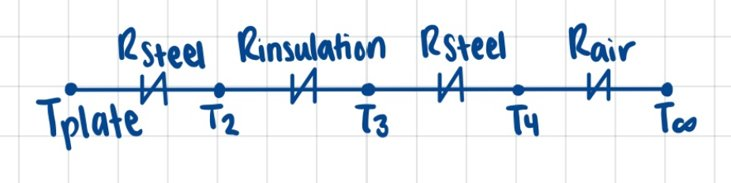 Rsteel Rinsulation Rsteel Rair
Tplate T2 T3 T4 T∞